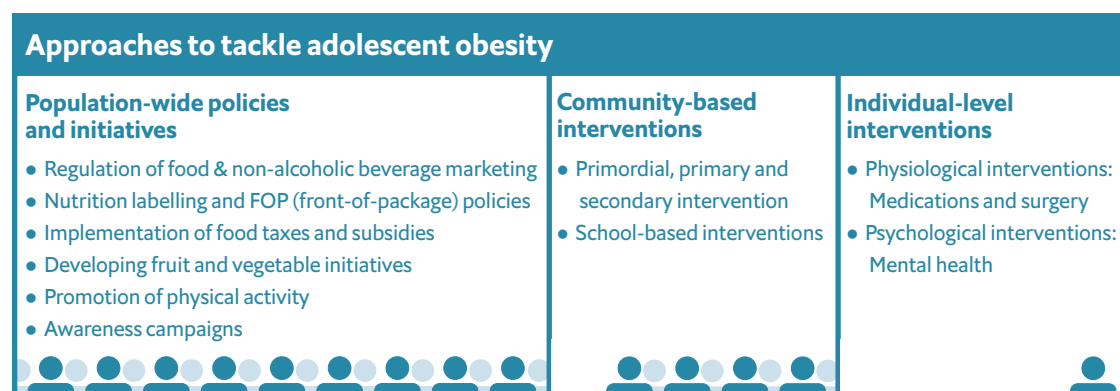 Approaches to tackle adolescent obesity
Population-wide policies
and initiatives
● Regulation of food & non-alcoholic beverage marketing
● Nutrition labelling and FOP (front-of-package) policies
● Implementation of food taxes and subsidies
● Developing fruit and vegetable initiatives
● Promotion of physical activity
● Awareness campaigns
Community-based
interventions
● Primordial, primary and
secondary intervention
● School-based interventions
Individual-level
interventions
● Physiological interventions:
Medications and surgery
● Psychological interventions:
Mental health